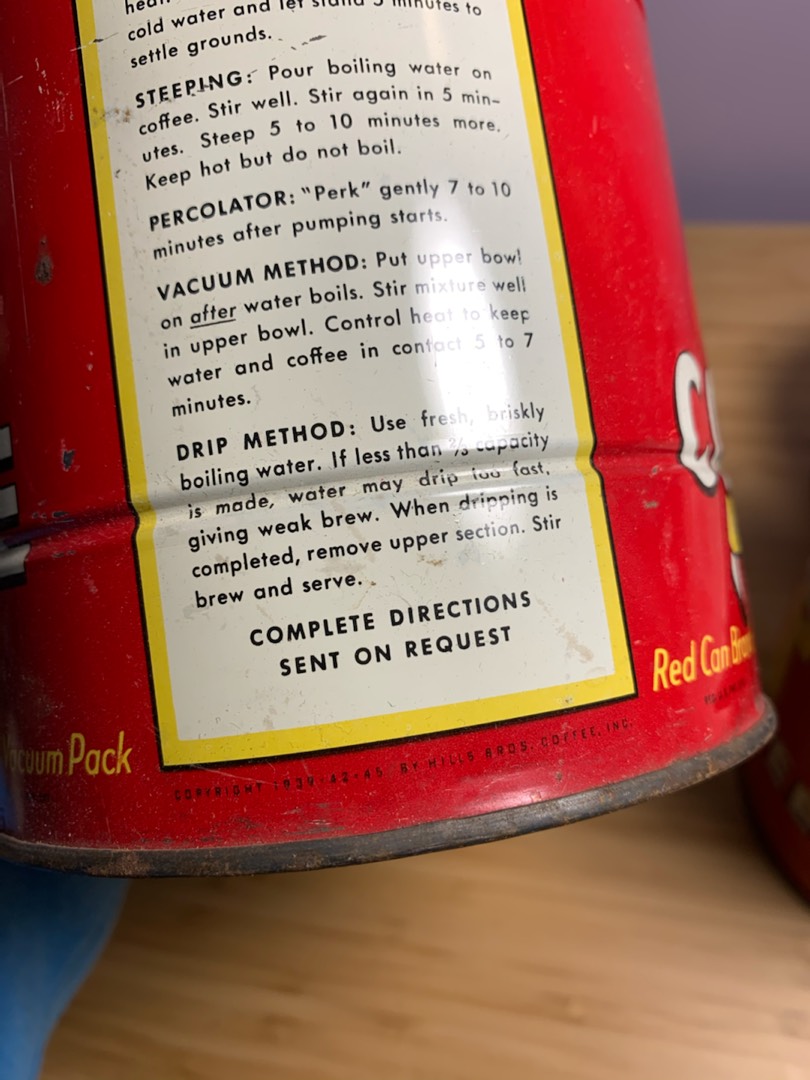 cold water and let stand 5 minutes to
settle grounds.
STEEPING: Pour boiling water on
coffee. Stir well. Stir again in 5 min-
utes. Steep 5 to 10 minutes more.
Keep hot but do not boil.
PERCOLATOR: "Perk" gently 7 to 10
minutes after pumping starts.
VACUUM METHOD: Put upper bowl
on after water boils. Stir mixture well
in upper bowl. Control heat to keep
water and coffee in contact 5 to 7
minutes.
DRIP METHOD: Use fresh, briskly
boiling water. If less than ⅔ capacity
is made, water may drip too fast,
giving weak brew. When dripping is
completed, remove upper section. Stir
brew and serve.
COMPLETE DIRECTIONS
SENT ON REQUEST
Red Can
Vacuum Pack
COPYRIGHT 1939·42·45 BY HILLS BROS. COFFEE, INC.